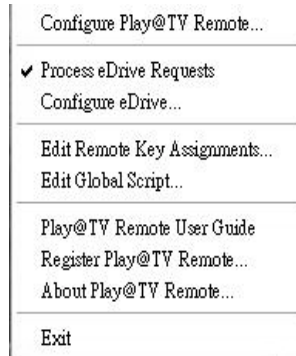 Configure Play@TV Remote...
Process eDrive Requests
Configure eDrive...
Edit Remote Key Assignments...
Edit Global Script...
Play@TV Remote User Guide
Register Play@TV Remote...
About Play@TV Remote...
Exit